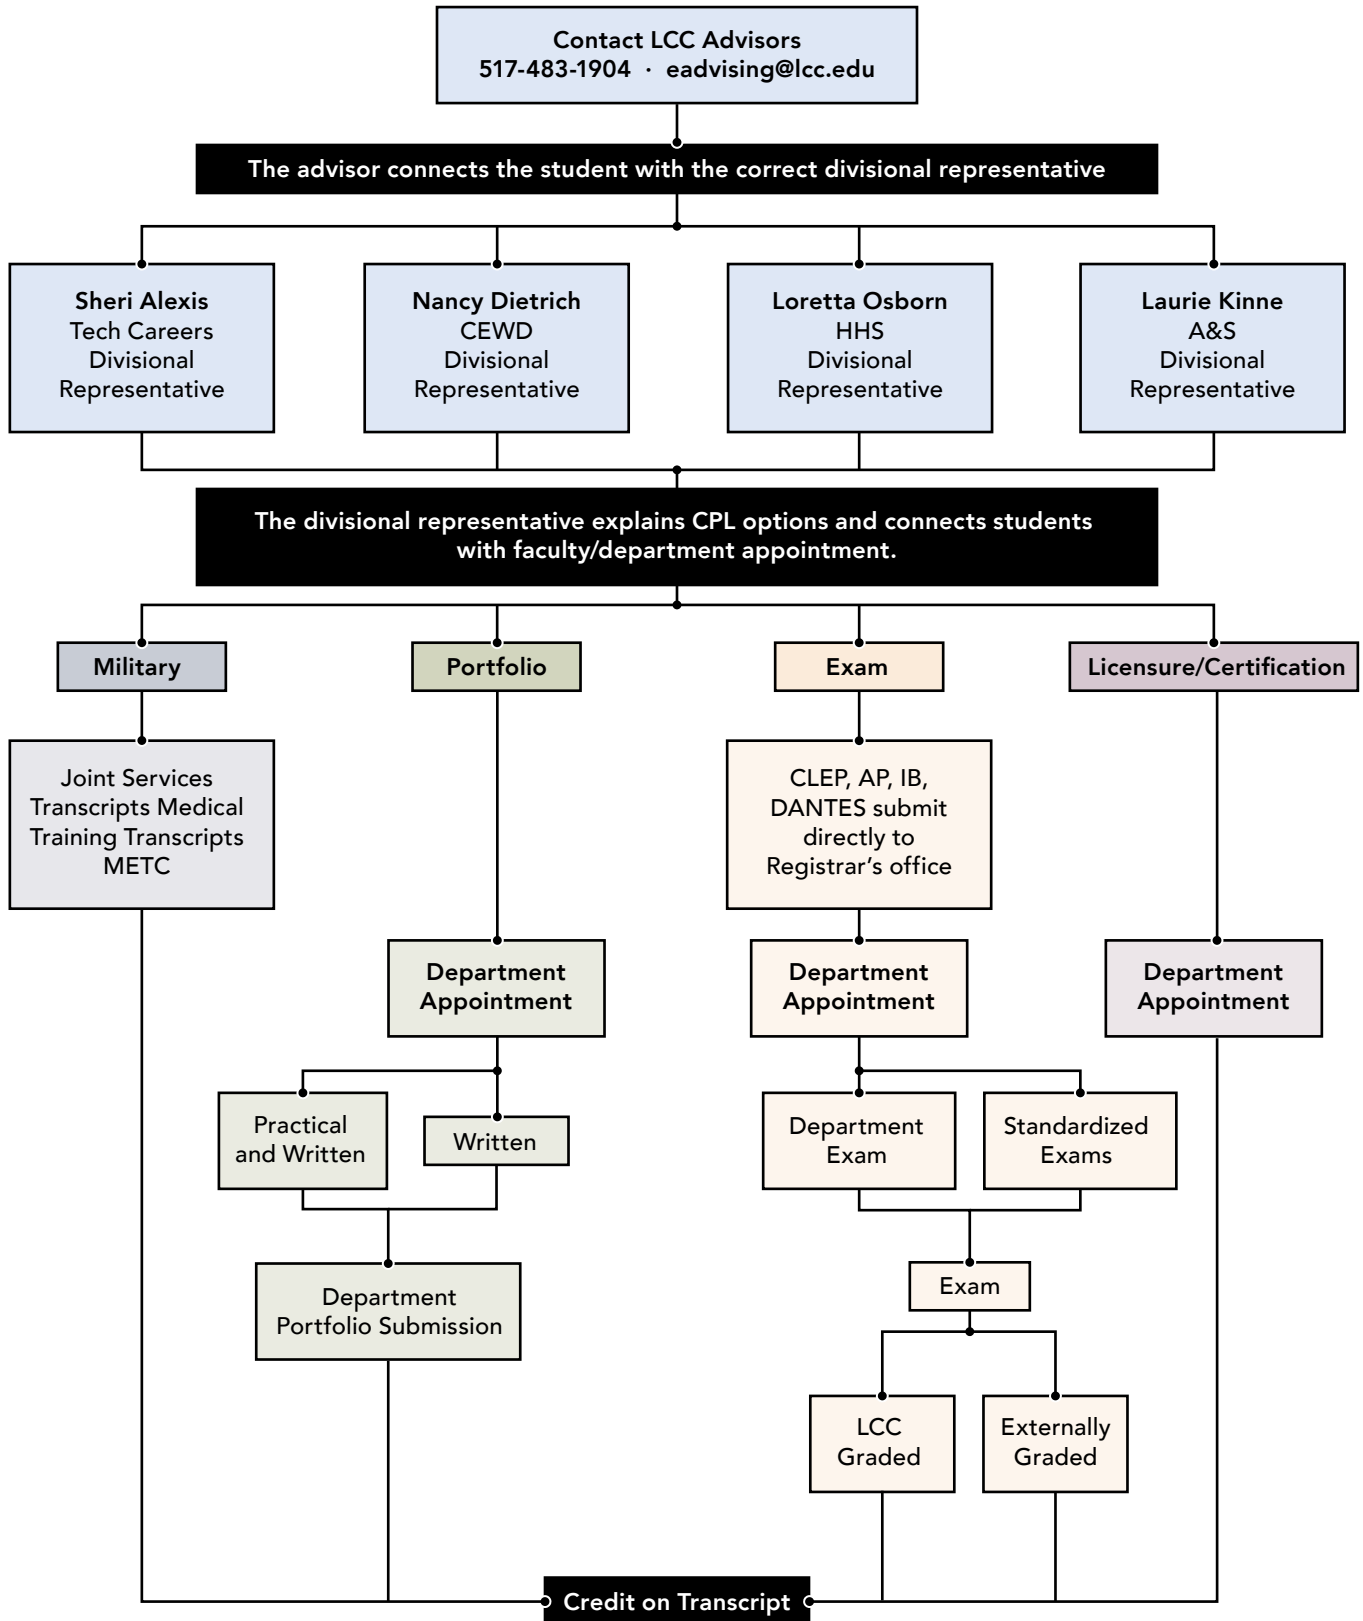 Contact LCC Advisors
517-483-1904 · eadvising@lcc.edu
The advisor connects the student with the correct divisional representative
Sheri Alexis
Tech Careers
Divisional
Representative
Nancy Dietrich
CEWD
Divisional
Representative
Loretta Osborn
HHS
Divisional
Representative
Laurie Kinne
A&S
Divisional
Representative
The divisional representative explains CPL options and connects students
with faculty/department appointment.
Military
Portfolio
Exam
Licensure/Certification
Joint Services
Transcripts Medical
Training Transcripts
METC
CLEP, AP, IB,
DANTES submit
directly to
Registrar’s office
Department
Appointment
Department
Appointment
Department
Appointment
Practical
and Written
Written
Department
Exam
Standardized
Exams
Department
Portfolio Submission
Exam
LCC
Graded
Externally
Graded
Credit on Transcript